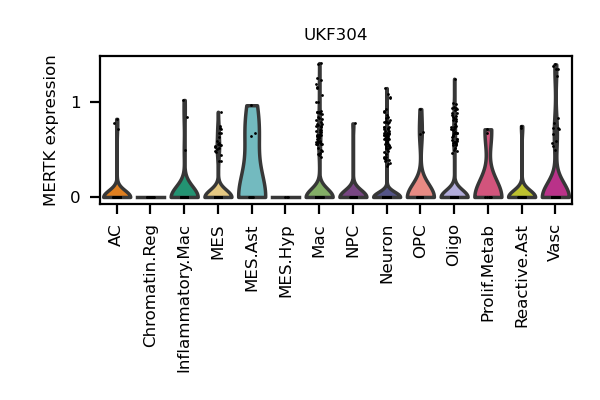 UKF304
MERTK expression
1
0
AC
Chromatin.Reg
Inflammatory.Mac
MES
MES.Ast
MES.Hyp
Mac
NPC
Neuron
OPC
Oligo
Prolif.Metab
Reactive.Ast
Vasc